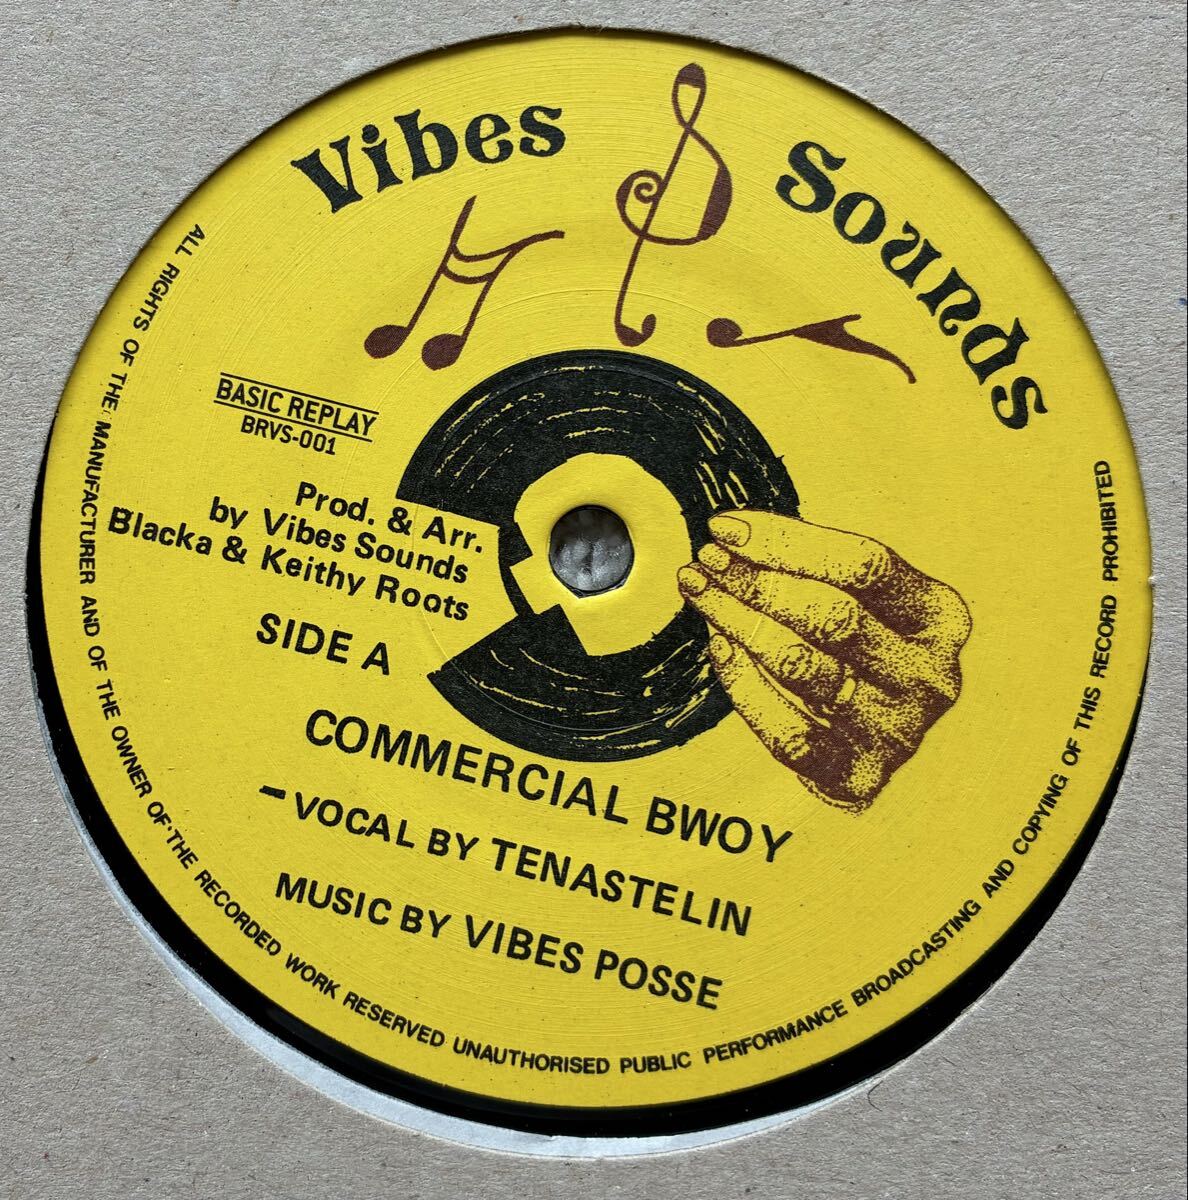 Vibes Sounds
BASIC REPLAY
BRVS-001
Prod. & Arr.
by Vibes Sounds
Blacka & Keithy Roots
SIDE A
COMMERCIAL BWOY
-VOCAL BY TENASTELIN
MUSIC BY VIBES POSSE
ALL RIGHTS OF THE MANUFACTURER AND OF THE OWNER OF THE RECORDED WORK RESERVED UNAUTHORISED PUBLIC PERFORMANCE BROADCASTING AND COPYING OF THIS RECORD PROHIBITED